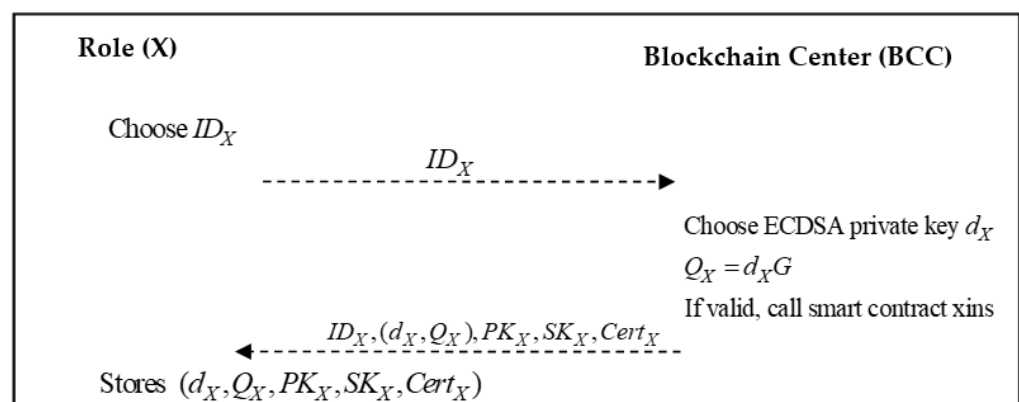 Role (X)
Blockchain Center (BCC)
Choose ID_X
ID_X
Choose ECDSA private key d_X
Q_X = d_X G
If valid, call smart contract xins
ID_X,(d_X,Q_X),PK_X,SK_X,Cert_X
Stores (d_X,Q_X,PK_X,SK_X,Cert_X)